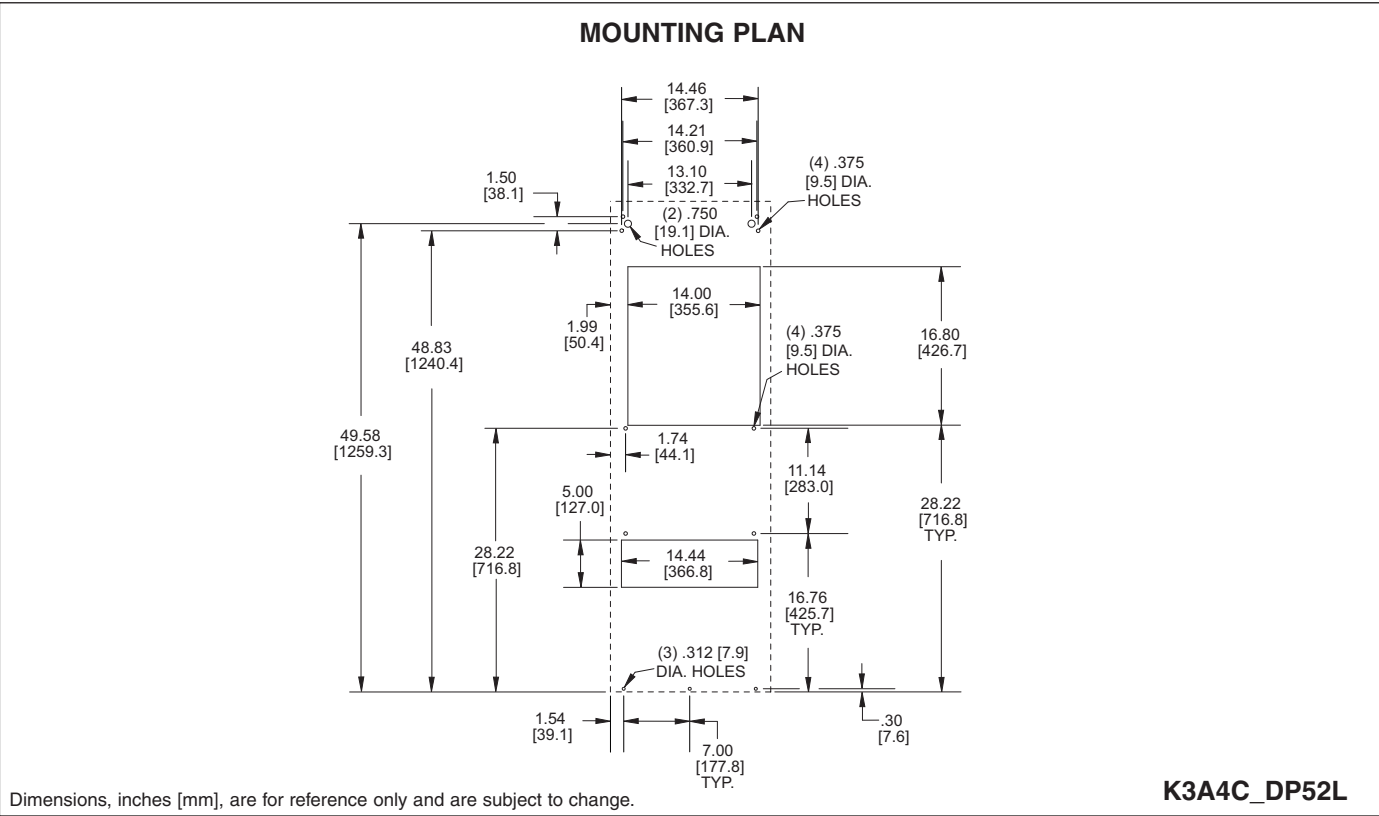 MOUNTING PLAN
14.46
[367.3]
14.21
[360.9]
13.10
[332.7]
1.50
[38.1]
(4) .375
[9.5] DIA.
HOLES
(2) .750
[19.1] DIA.
HOLES
14.00
[355.6]
1.99
[50.4]
48.83
[1240.4]
(4) .375
[9.5] DIA.
HOLES
16.80
[426.7]
49.58
[1259.3]
1.74
[44.1]
11.14
[283.0]
5.00
[127.0]
28.22
[716.8]
TYP.
28.22
[716.8]
14.44
[366.8]
16.76
[425.7]
TYP.
(3) .312 [7.9]
DIA. HOLES
1.54
[39.1]
7.00
[177.8]
TYP.
.30
[7.6]
Dimensions, inches [mm], are for reference only and are subject to change.
K3A4C_DP52L